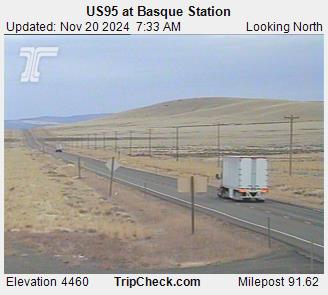 US95 at Basque Station
Updated: Nov 20 2024 7:33 AM Looking North
Elevation 4460 TripCheck.com Milepost 91.62